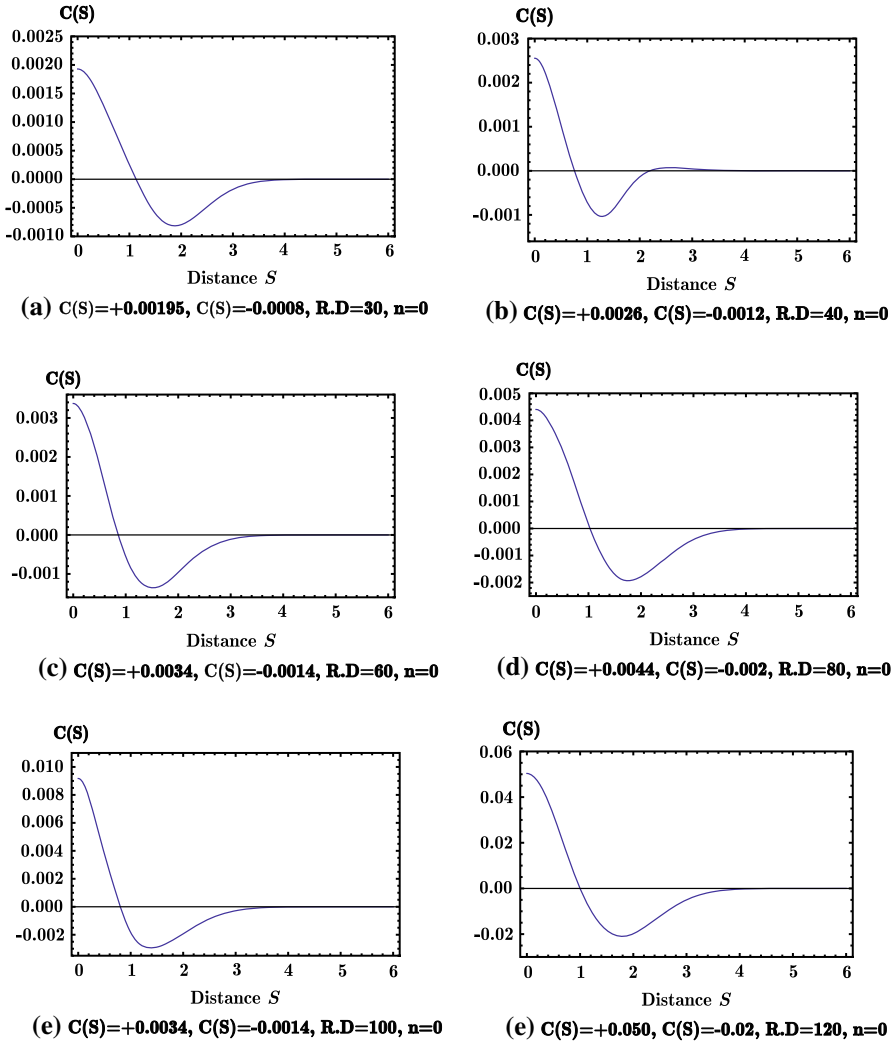 C(S)
0.0025
0.0020
0.0015
0.0010
0.0005
0.0000
-0.0005
-0.0010
0 1 2 3 4 5 6
Distance S
(a) C(S)=+0.00195, C(S)=-0.0008, R.D=30, n=0
C(S)
0.003
0.002
0.001
0.000
-0.001
0 1 2 3 4 5 6
Distance S
(b) C(S)=+0.0026, C(S)=-0.0012, R.D=40, n=0
C(S)
0.003
0.002
0.001
0.000
-0.001
0 1 2 3 4 5 6
Distance S
(c) C(S)=+0.0034, C(S)=-0.0014, R.D=60, n=0
C(S)
0.005
0.004
0.003
0.002
0.001
0.000
-0.001
-0.002
0 1 2 3 4 5 6
Distance S
(d) C(S)=+0.0044, C(S)=-0.002, R.D=80, n=0
C(S)
0.010
0.008
0.006
0.004
0.002
0.000
-0.002
0 1 2 3 4 5 6
Distance S
(e) C(S)=+0.0034, C(S)=-0.0014, R.D=100, n=0
C(S)
0.06
0.04
0.02
0.00
-0.02
0 1 2 3 4 5 6
Distance S
(e) C(S)=+0.050, C(S)=-0.02, R.D=120, n=0